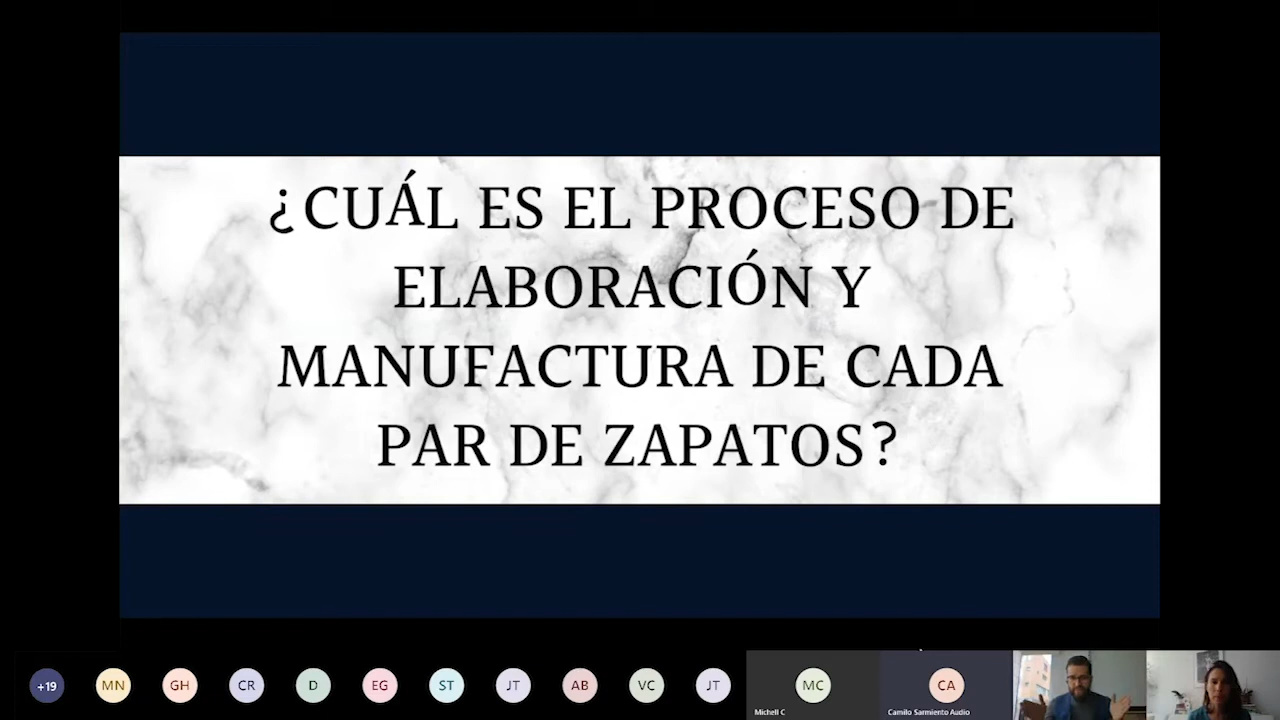 ¿CUÁL ES EL PROCESO DE
ELABORACIÓN Y
MANUFACTURA DE CADA
PAR DE ZAPATOS?
+19 MN GH CR D EG ST JT AB VC JT MC CA
Michell C
Camilo Sarmiento Audio